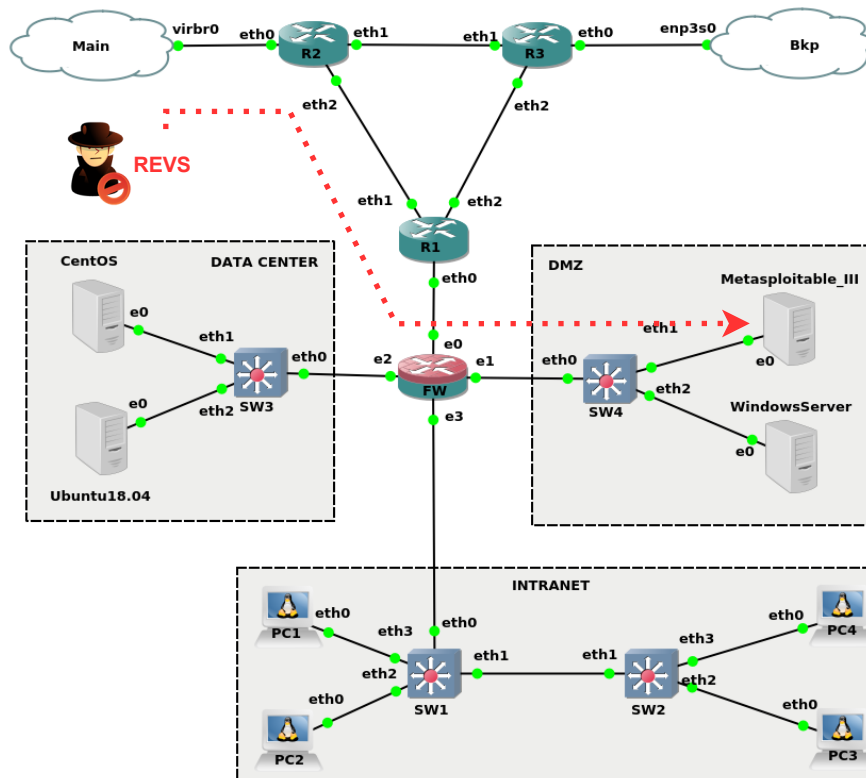 Main
virbr0
eth0
R2
eth1
eth1
R3
eth0
enp3s0
Bkp
eth2
eth2
REVS
eth1
eth2
R1
eth0
CentOS
DATA CENTER
e0
eth1
eth0
SW3
e0
eth2
Ubuntu18.04
e0
e2
e1
FW
e3
DMZ
Metasploitable_III
eth1
e0
eth0
SW4
eth2
WindowsServer
e0
INTRANET
PC1
eth0
eth3
eth0
eth2
eth1
SW1
eth0
PC2
eth1
SW2
eth3
eth2
eth0
PC4
eth0
PC3